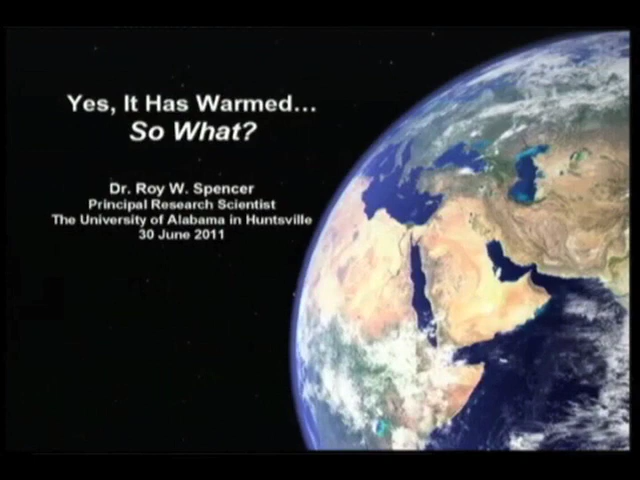 Yes, It Has Warmed...
So What?
Dr. Roy W. Spencer
Principal Research Scientist
The University of Alabama in Huntsville
30 June 2011